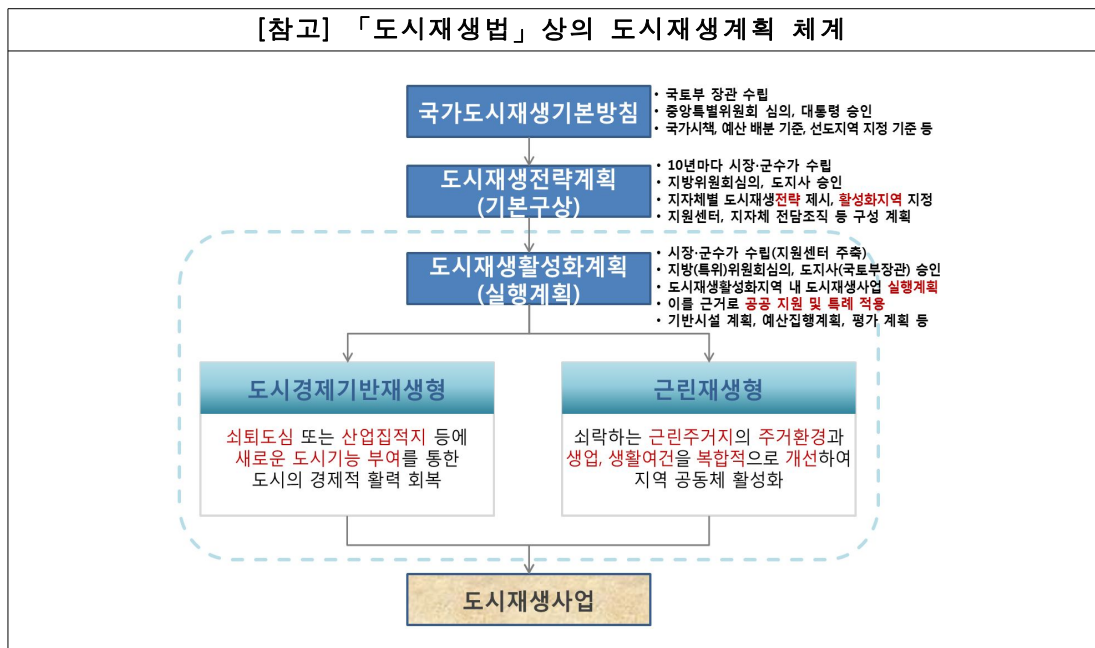 [참고] 「도시재생법」상의 도시재생계획 체계
국가도시재생기본방침
• 국토부 장관 수립
• 중앙특별위원회 심의, 대통령 승인
• 국가시책, 예산 배분 기준, 선도지역 지정 기준 등
도시재생전략계획
(기본구상)
• 10년마다 시장·군수가 수립
• 지방위원회심의, 도지사 승인
• 지자체별 도시재생전략 제시, 활성화지역 지정
• 지원센터, 지자체 전담조직 등 구성 계획
도시재생활성화계획
(실행계획)
• 시장·군수가 수립(지원센터 주축)
• 지방(특위)위원회심의, 도지사(국토부장관) 승인
• 도시재생활성화지역 내 도시재생사업 실행계획
• 이를 근거로 공공 지원 및 특례 적용
• 기반시설 계획, 예산집행계획, 평가 계획 등
도시경제기반재생형
쇠퇴도심 또는 산업집적지 등에
새로운 도시기능 부여를 통한
도시의 경제적 활력 회복
근린재생형
쇠락하는 근린주거지의 주거환경과
생업, 생활여건을 복합적으로 개선하여
지역 공동체 활성화
도시재생사업